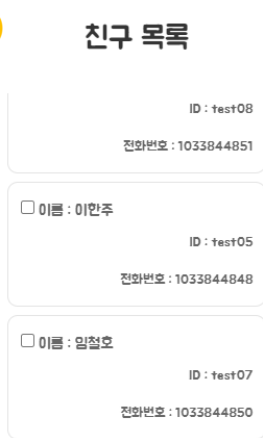 친구 목록
ID : test08
전화번호 : 1033844851
이름 : 이한주
ID : test05
전화번호 : 1033844848
이름 : 임철호
ID : test07
전화번호 : 1033844850